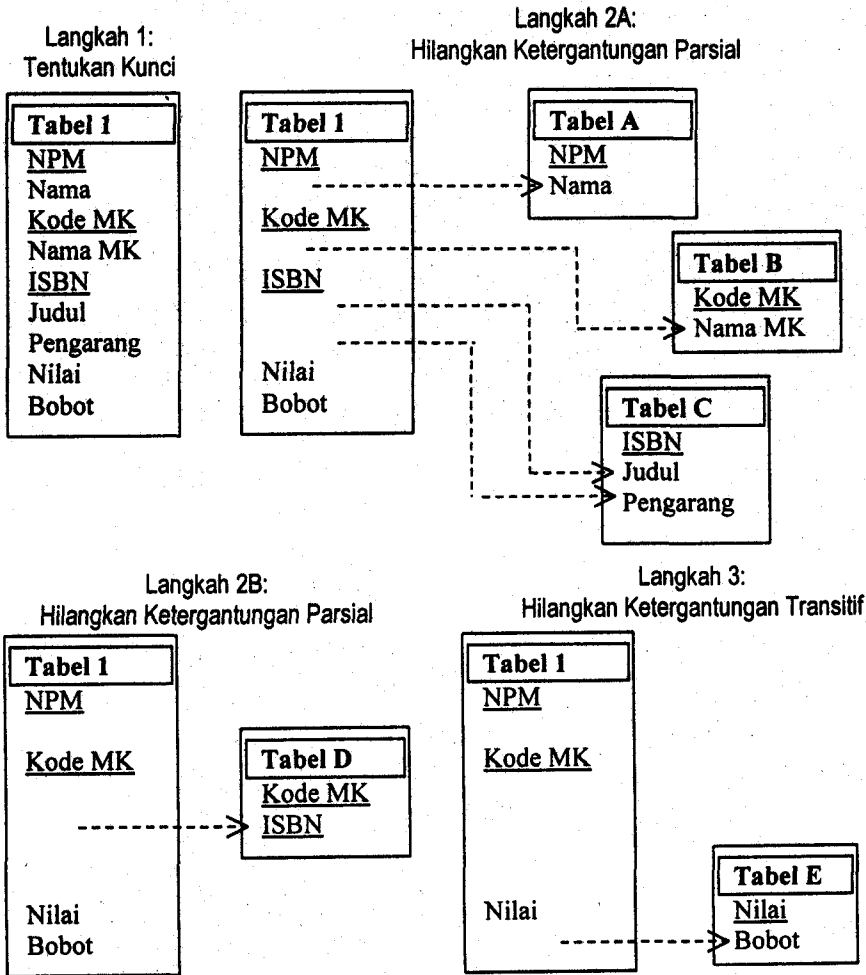 Langkah 1:
Tentukan Kunci
Tabel 1
NPM
Nama
Kode MK
Nama MK
ISBN
Judul
Pengarang
Nilai
Bobot
Langkah 2A:
Hilangkan Ketergantungan Parsial
Tabel 1
NPM
Kode MK
ISBN
Nilai
Bobot
Tabel A
NPM
Nama
Tabel B
Kode MK
Nama MK
Tabel C
ISBN
Judul
Pengarang
Langkah 2B:
Hilangkan Ketergantungan Parsial
Tabel 1
NPM
Kode MK
Nilai
Bobot
Tabel D
Kode MK
ISBN
Langkah 3:
Hilangkan Ketergantungan Transitif
Tabel 1
NPM
Kode MK
Nilai
Tabel E
Nilai
Bobot